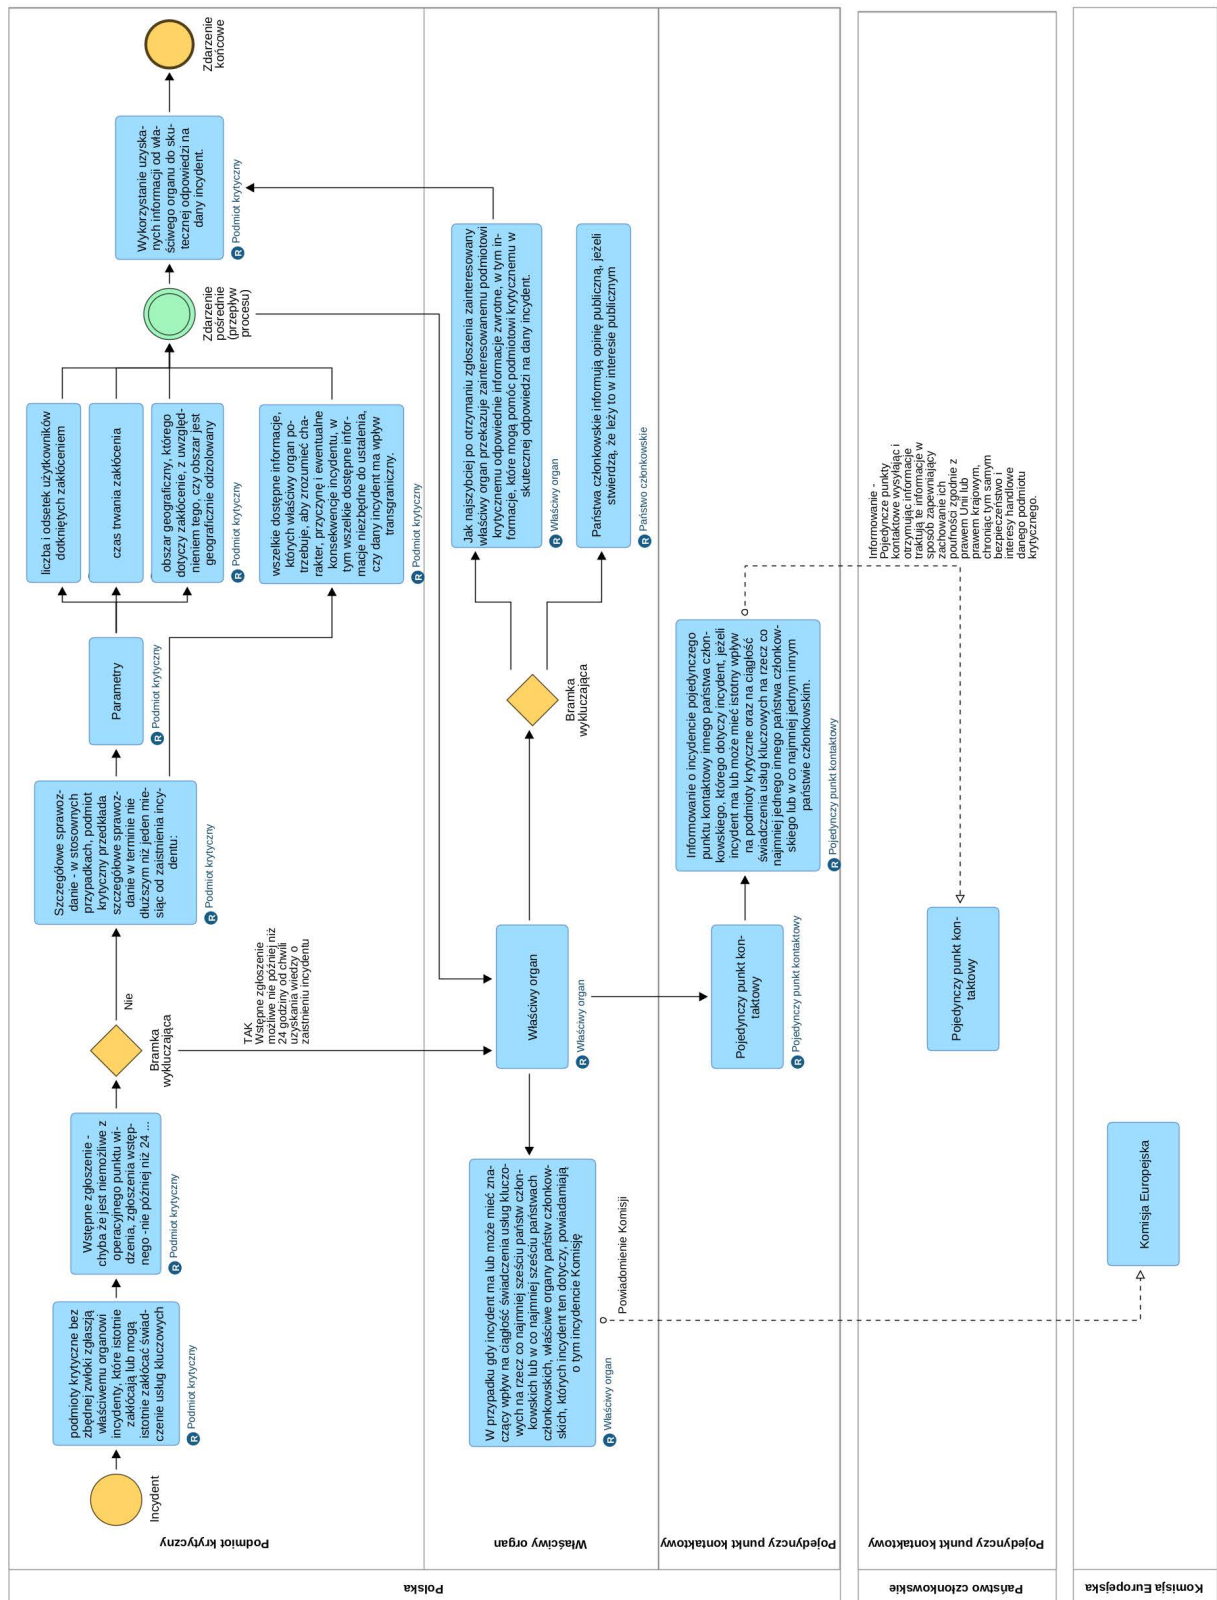 Polska
Podmiot krytyczny
Incydent
podmioty krytyczne bez
zbędnej zwłoki zgłaszją
właściwemu organowi
incydenty, które istotnie
zakłócają lub mogą
istotnie zakłócać świad-
czenie usług kluczowych
R Podmiot krytyczny
Wstępne zgłoszenie -
chyba że jest niemożliwe z
operacyjnego punktu wi-
dzenia, zgłoszenia wstęp-
nego -nie później niż 24 ...
R Podmiot krytyczny
Bramka
wykluczająca
Nie
TAK
Wstępne zgłoszenie
możliwe nie później niż
24 godziny od chwili
uzyskania wiedzy o
zaistnieniu incydentu
Szczegółowe sprawoz-
danie - w stosownych
przypadkach, podmiot
krytyczny przedkłada
szczegółowe sprawoz-
danie w terminie nie
dłuższym niż jeden mie-
siąc od zaistnienia incy-
dentu:
R Podmiot krytyczny
Parametry
R Podmiot krytyczny
liczba i odsetek użytkowników
dotkniętych zakłóceniem
czas trwania zakłócenia
obszar geograficzny, którego
dotyczy zakłócenie, z uwzględ-
nieniem tego, czy obszar jest
geograficznie odizolowany
R Podmiot krytyczny
wszelkie dostępne informacje,
których właściwy organ po-
trzebuje, aby zrozumieć cha-
rakter, przyczynę i ewentualne
konsekwencje incydentu, w
tym wszelkie dostępne infor-
macje niezbędne do ustalenia,
czy dany incydent ma wpływ
transgraniczny.
R Podmiot krytyczny
Zdarzenie
pośrednie
(przepływ
procesu)
Wykorzystanie uzyska-
nych informacji od wła-
ściwego organu do sku-
tecznej odpowiedzi na
dany incydent.
R Podmiot krytyczny
Zdarzenie
końcowe
Właściwy organ
W przypadku gdy incydent ma lub może mieć zna-
czący wpływ na ciągłość świadczenia usług kluczo-
wych na rzecz co najmniej sześciu państw człon-
kowskich lub w co najmniej sześciu państwach
członkowskich, właściwe organy państw członkow-
skich, których incydent ten dotyczy, powiadamiają
o tym incydencie Komisję
R Właściwy organ
Powiadomienie Komisji
Właściwy organ
R Właściwy organ
Bramka
wykluczająca
Jak najszybciej po otrzymaniu zgłoszenia zainteresowany
właściwy organ przekazuje zainteresowanemu podmiotowi
krytycznemu odpowiednie informacje zwrotne, w tym in-
formacje, które mogą pomóc podmiotowi krytycznemu w
skutecznej odpowiedzi na dany incydent.
R Właściwy organ
Państwa członkowskie informują opinię publiczną, jeżeli
stwierdzą, że leży to w interesie publicznym
R Państwo członkowskie
Pojedynczy punkt kontaktowy
Pojedynczy punkt kon-
taktowy
R Pojedynczy punkt kontaktowy
Informowanie o incydencie pojedynczego
punktu kontaktowy innego państwa człon-
kowskiego, którego dotyczy incydent, jeżeli
incydent ma lub może mieć istotny wpływ
na podmioty krytyczne oraz na ciągłość
świadczenia usług kluczowych na rzecz co
najmniej jednego innego państwa członkow-
skiego lub w co najmniej jednym innym
państwie członkowskim.
R Pojedynczy punkt kontaktowy
Państwo członkowskie
Pojedynczy punkt kontaktowy
Pojedynczy punkt kon-
taktowy
Informowanie -
Pojedyncze punkty
kontaktowe wysyłając i
otrzymując informacje
traktują te informacje w
sposób zapewniający
zachowanie ich
poufności zgodnie z
prawem Unii lub
prawem krajowym,
chroniąc tym samym
bezpieczeństwo i
interesy handlowe
danego podmiotu
krytycznego.
Komisja Europejska
Komisja Europejska